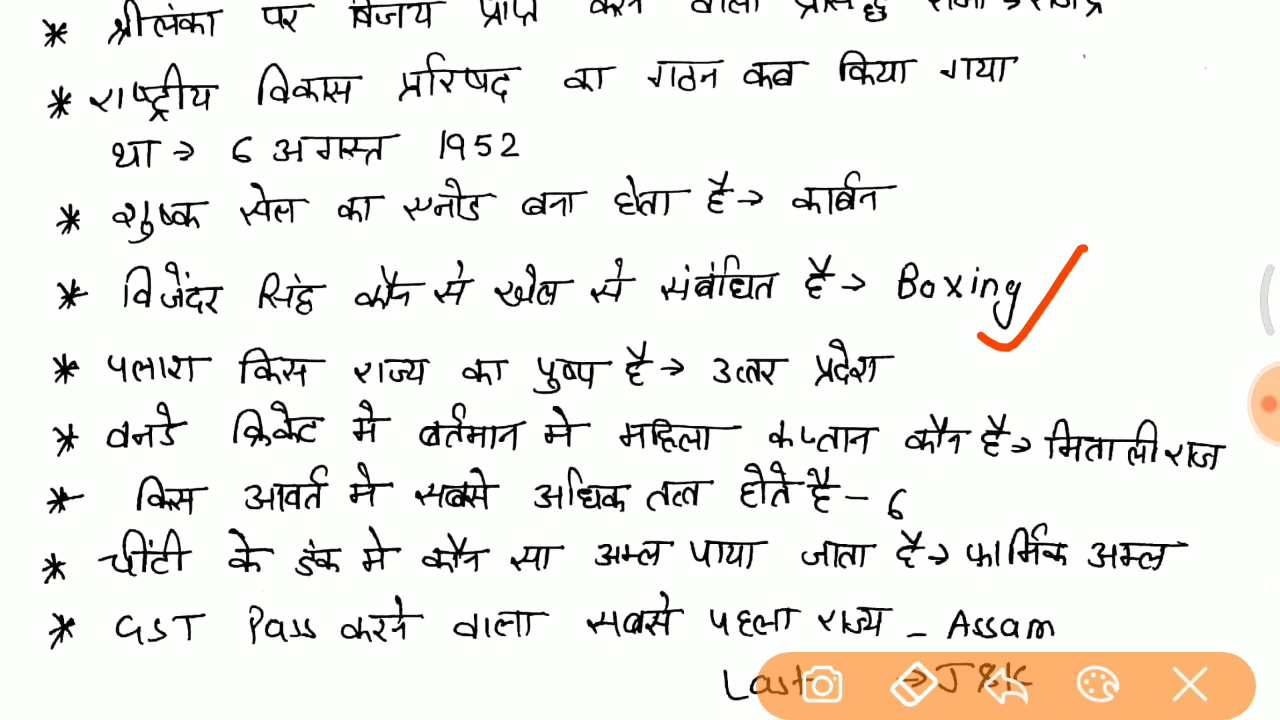 * श्रीलंका पर विजय प्राप्त करने वाला प्रसिद्ध राजा → राजेंद्र
* राष्ट्रीय विकास परिषद का गठन कब किया गया
था → 6 अगस्त 1952
* शुष्क सेल का एनोड बना होता है → कार्बन
* विजेंदर सिंह कौन से खेल से संबंधित है → Boxing
* पलाश किस राज्य का पुष्प है → उत्तर प्रदेश
* वनडे क्रिकेट मे वर्तमान मे महिला कप्तान कौन है → मिताली राज
* किस आवर्त मे सबसे अधिक तत्व होते है – 6
* चींटी के डंक मे कौन सा अम्ल पाया जाता है → फार्मिक अम्ल
* GST Pass करने वाला सबसे पहला राज्य – Assam
Last → J&K